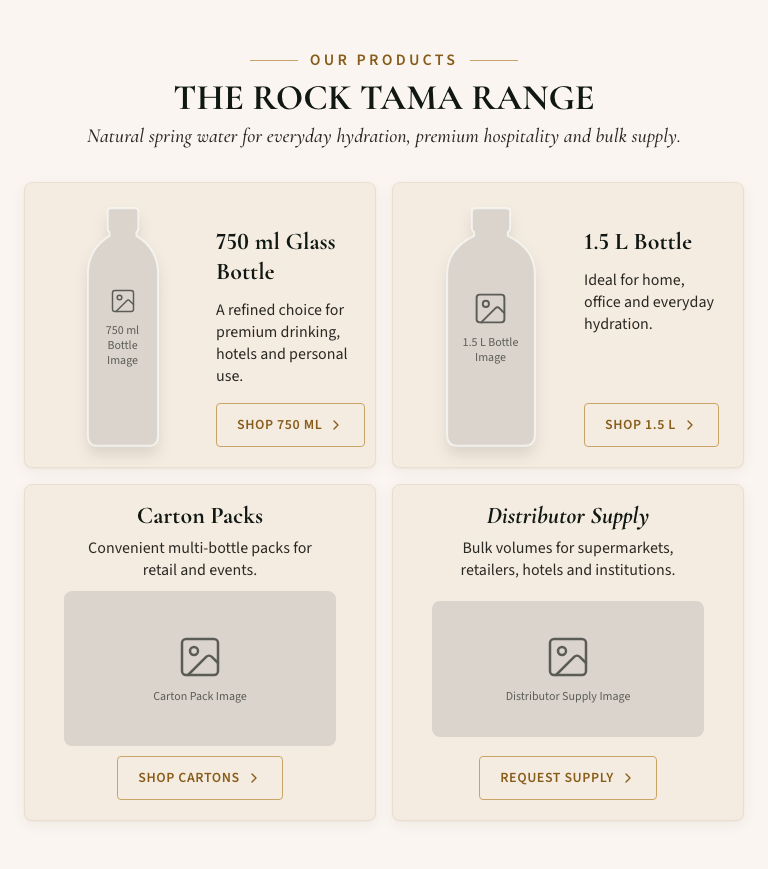 OUR PRODUCTS
THE ROCK TAMA RANGE
Natural spring water for everyday hydration, premium hospitality and bulk supply.
750 ml
Bottle
Image
750 ml Glass
Bottle
A refined choice for
premium drinking,
hotels and personal
use.
SHOP 750 ML
1.5 L Bottle
Image
1.5 L Bottle
Ideal for home,
office and everyday
hydration.
SHOP 1.5 L
Carton Packs
Convenient multi-bottle packs for
retail and events.
Carton Pack Image
SHOP CARTONS
Distributor Supply
Bulk volumes for supermarkets,
retailers, hotels and institutions.
Distributor Supply Image
REQUEST SUPPLY